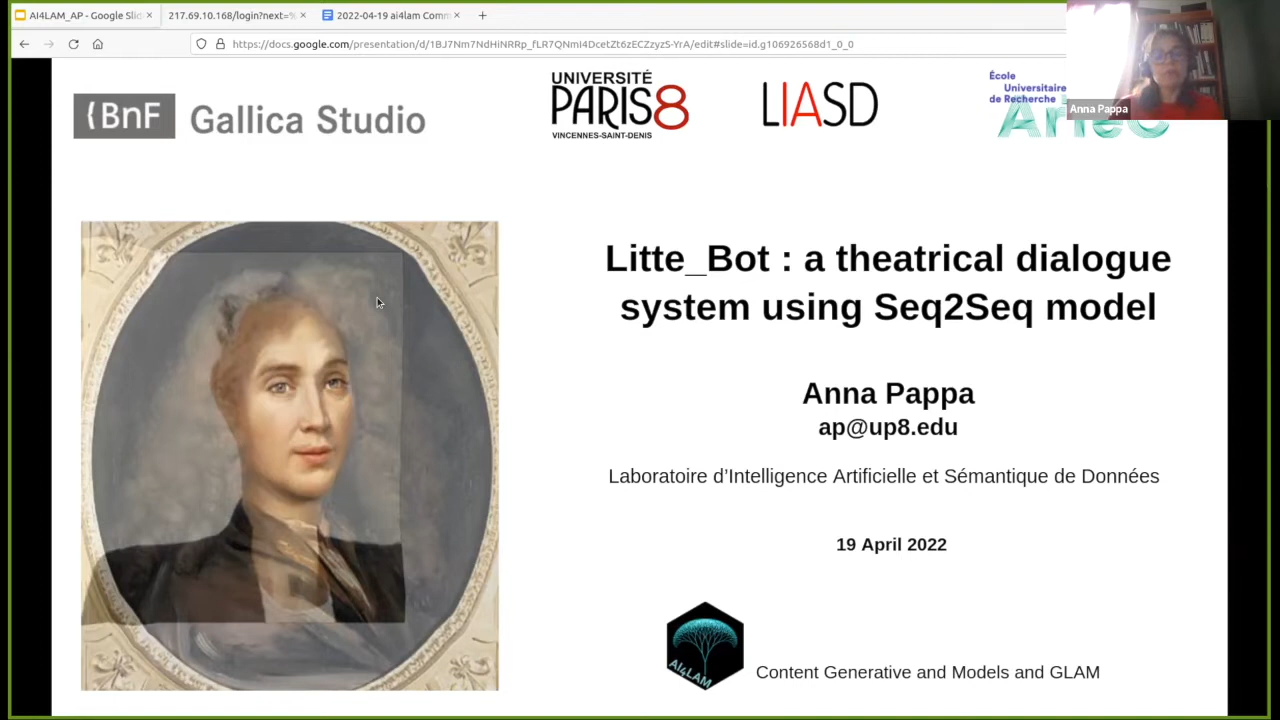 AI4LAM_AP - Google Slid
217.69.10.168/login?next=%
2022-04-19 ai4lam Comm
https://docs.google.com/presentation/d/1BJ7Nm7NdHiNRRp_fLR7QNmI4DcetZt6zECZzyzS-YrA/edit#slide=id.g106926568d1_0_0
Anna Pappa
{BnF Gallica Studio
UNIVERSITÉ
PARIS8
VINCENNES-SAINT-DENIS
LIASD
École
Universitaire
de Recherche
ArTeC
Litte_Bot : a theatrical dialogue
system using Seq2Seq model
Anna Pappa
ap@up8.edu
Laboratoire d'Intelligence Artificielle et Sémantique de Données
19 April 2022
AI4LAM
Content Generative and Models and GLAM